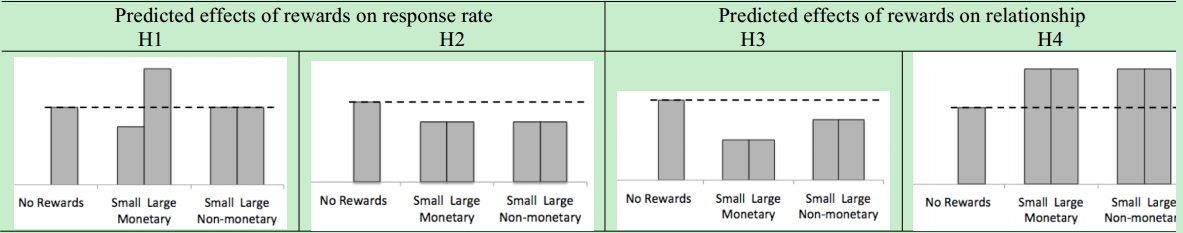 Predicted effects of rewards on response rate
Predicted effects of rewards on relationship
H1
H2
H3
H4
No Rewards
Small Large
Monetary
Small Large
Non-monetary
No Rewards
Small Large
Monetary
Small Large
Non-monetary
No Rewards
Small Large
Monetary
Small Large
Non-monetary
No Rewards
Small Large
Monetary
Small Large
Non-monetar